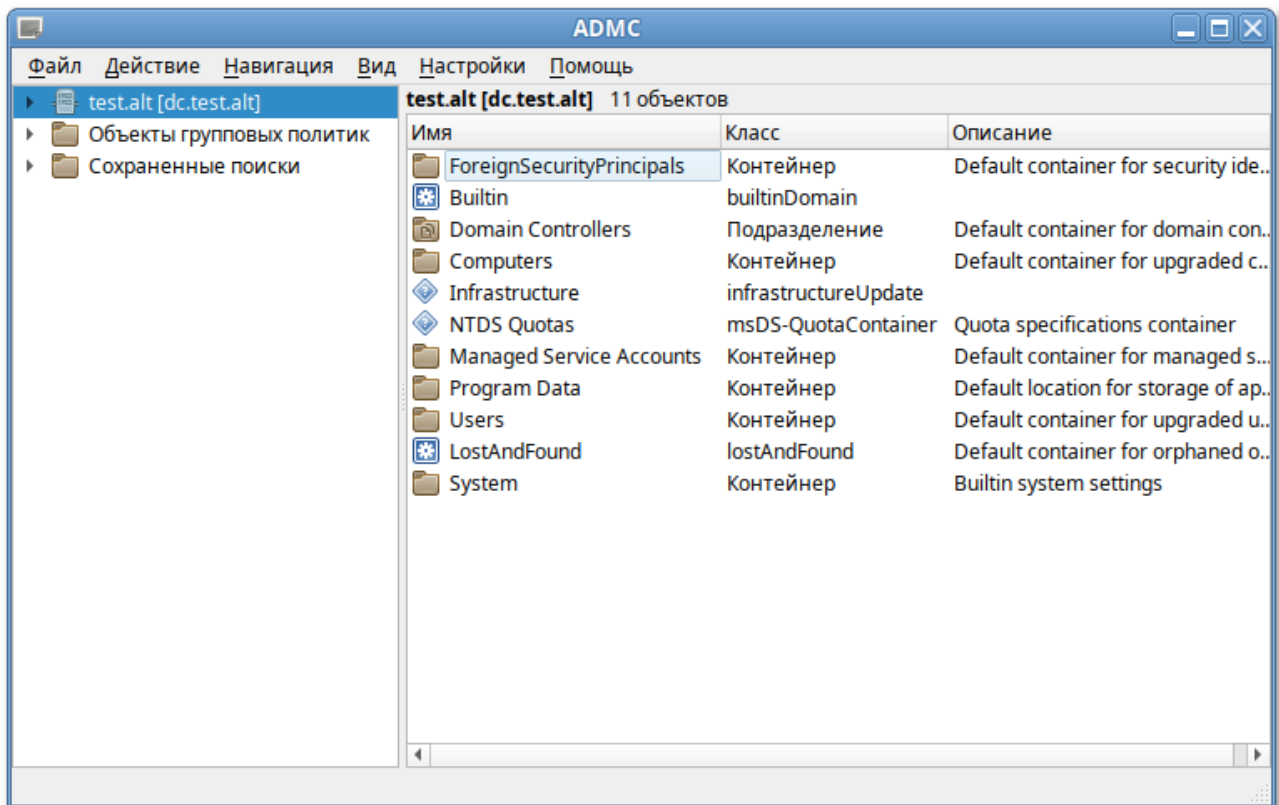 ADMC
Файл Действие Навигация Вид Настройки Помощь
test.alt [dc.test.alt]
Объекты групповых политик
Сохраненные поиски
test.alt [dc.test.alt] 11 объектов
Имя Класс Описание
ForeignSecurityPrincipals Контейнер Default container for security ide..
Builtin builtinDomain
Domain Controllers Подразделение Default container for domain con..
Computers Контейнер Default container for upgraded c..
Infrastructure infrastructureUpdate
NTDS Quotas msDS-QuotaContainer Quota specifications container
Managed Service Accounts Контейнер Default container for managed s...
Program Data Контейнер Default location for storage of ap..
Users Контейнер Default container for upgraded u..
LostAndFound lostAndFound Default container for orphaned o..
System Контейнер Builtin system settings